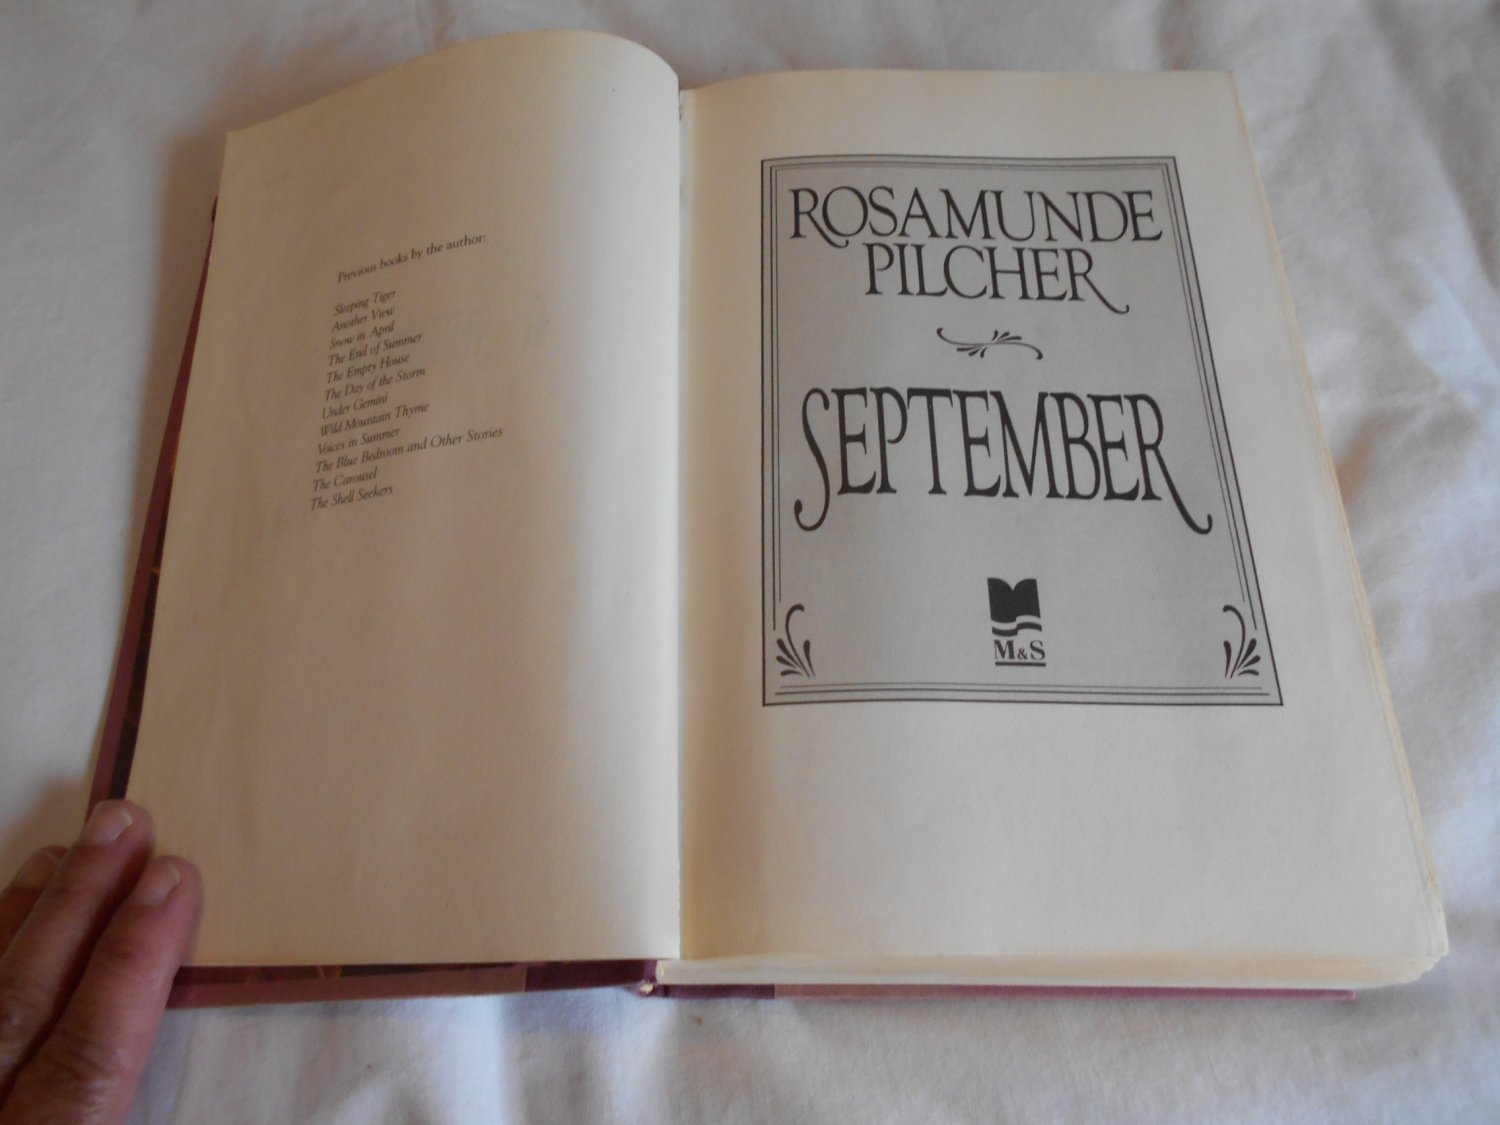 Previous books by the author:
Sleeping Tiger
Another View
Snow in April
The End of Summer
The Empty House
The Day of the Storm
Under Gemini
Wild Mountain Thyme
Voices in Summer
The Blue Bedroom and Other Stories
The Carousel
The Shell Seekers
ROSAMUNDE
PILCHER
SEPTEMBER
M&S